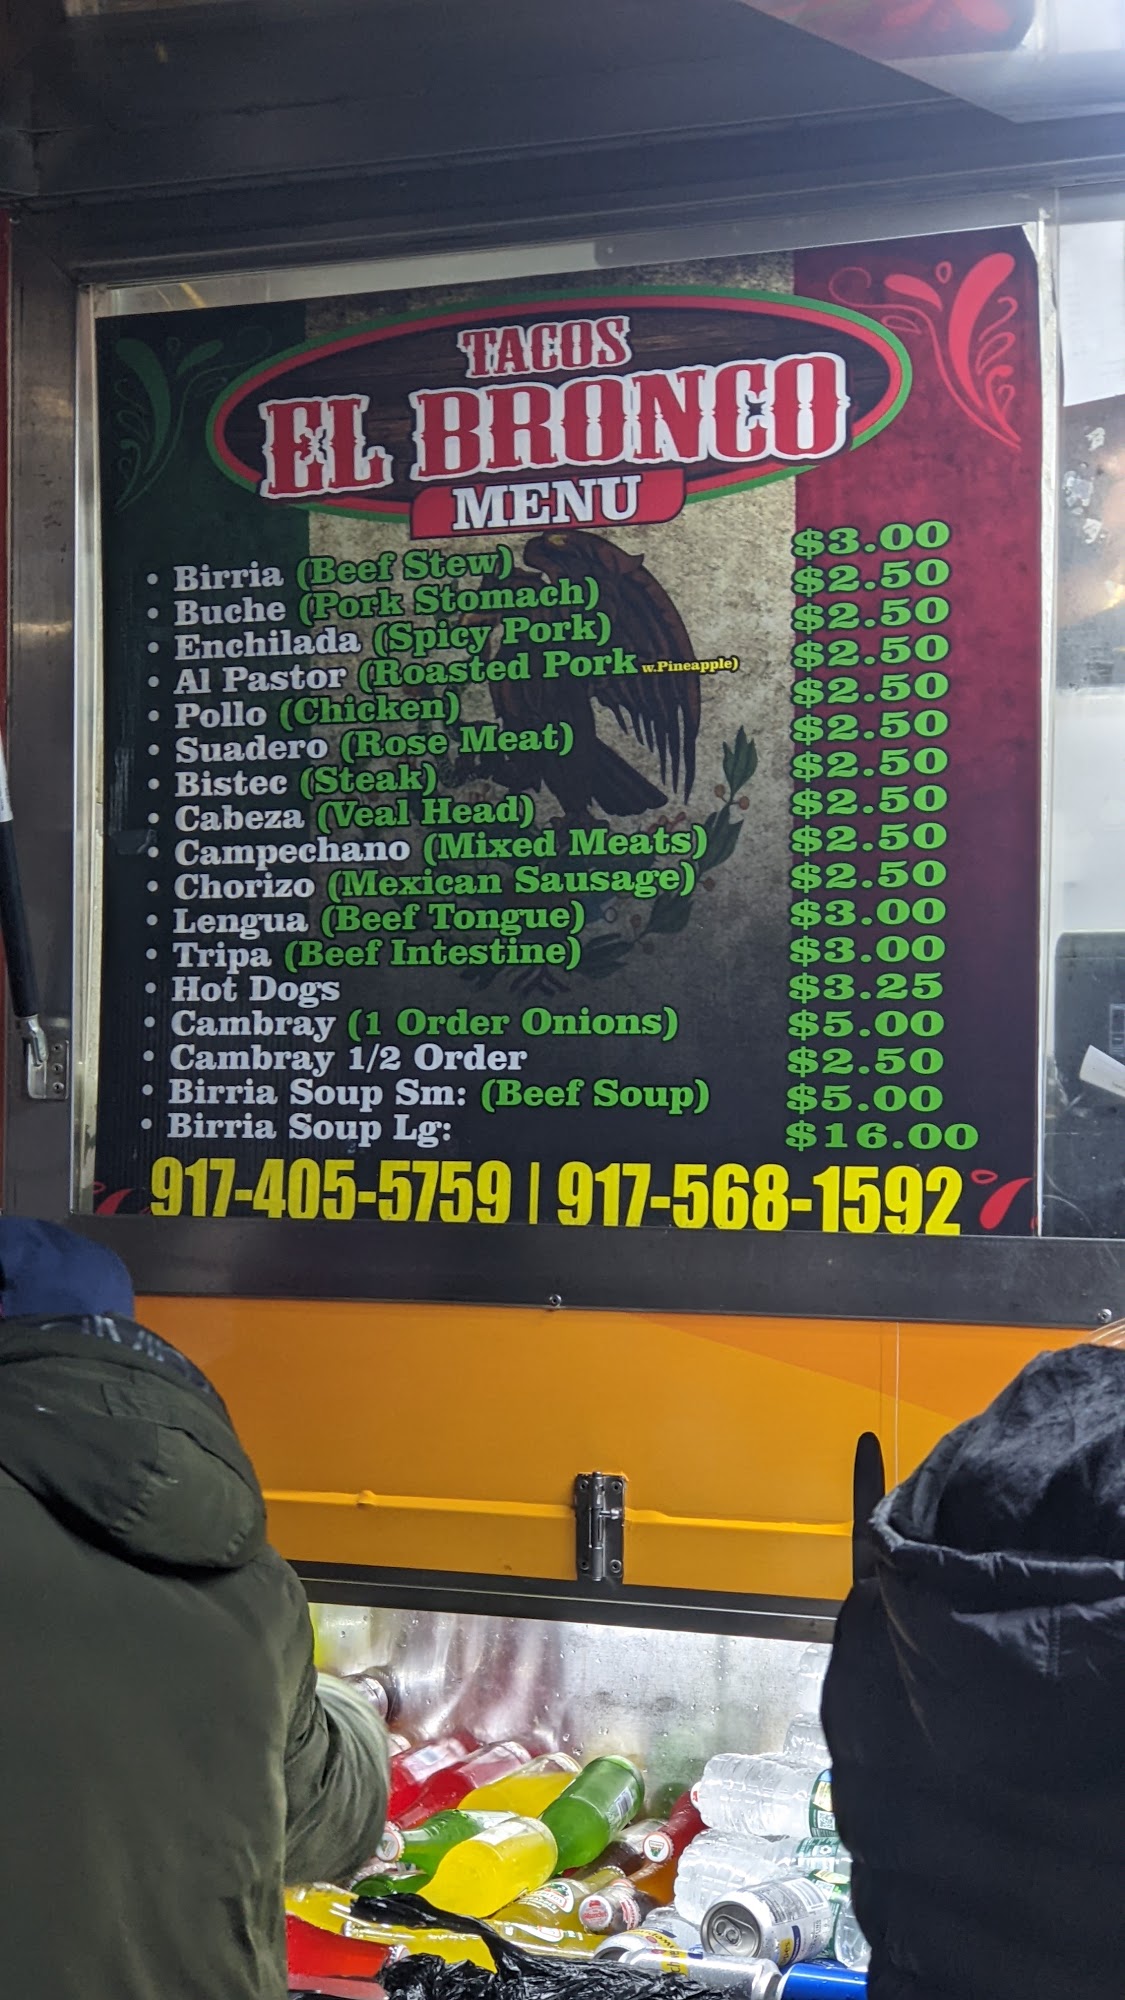 TACOS
EL BRONCO
MENU
• Birria (Beef Stew) $3.00
• Buche (Pork Stomach) $2.50
• Enchilada (Spicy Pork) $2.50
• Al Pastor (Roasted Pork w.Pineapple) $2.50
• Pollo (Chicken) $2.50
• Suadero (Rose Meat) $2.50
• Bistec (Steak) $2.50
• Cabeza (Veal Head) $2.50
• Campechano (Mixed Meats) $2.50
• Chorizo (Mexican Sausage) $2.50
• Lengua (Beef Tongue) $3.00
• Tripa (Beef Intestine) $3.00
• Hot Dogs $3.25
• Cambray (1 Order Onions) $5.00
• Cambray 1/2 Order $2.50
• Birria Soup Sm: (Beef Soup) $5.00
• Birria Soup Lg: $16.00
917-405-5759 | 917-568-1592